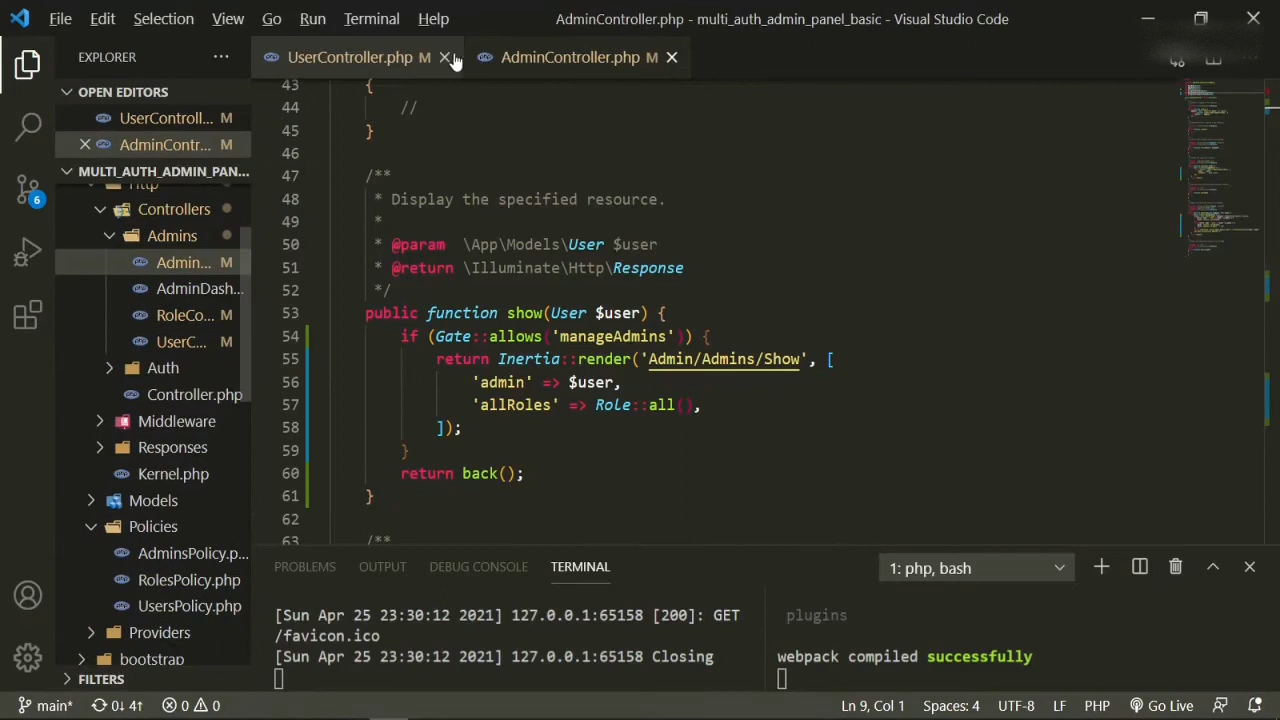 File Edit Selection View Go Run Terminal Help AdminController.php - multi_auth_admin_panel_basic - Visual Studio Code
EXPLORER ...
UserController.php M
AdminController.php M
OPEN EDITORS
UserControll... M
AdminContr... M
MULTI_AUTH_ADMIN_PAN...
Http
Controllers
Admins
Admin... M
AdminDash...
RoleCo... M
UserC... M
Auth
Controller.php
Middleware
Responses
Kernel.php
Models
Policies
AdminsPolicy.p...
RolesPolicy.php
UsersPolicy.php
Providers
bootstrap
FILTERS
6
43 {
44 //
45 }
46
47 /**
48 * Display the specified resource.
49 *
50 * @param \App\Models\User $user
51 * @return \Illuminate\Http\Response
52 */
53 public function show(User $user) {
54 if (Gate::allows('manageAdmins')) {
55 return Inertia::render('Admin/Admins/Show', [
56 'admin' => $user,
57 'allRoles' => Role::all(),
58 ]);
59 }
60 return back();
61 }
62
63 /**
PROBLEMS OUTPUT DEBUG CONSOLE TERMINAL 1: php, bash
[Sun Apr 25 23:30:12 2021] 127.0.0.1:65158 [200]: GET
/favicon.ico
[Sun Apr 25 23:30:12 2021] 127.0.0.1:65158 Closing
plugins
webpack compiled successfully
main* 0↓ 4↑ 0 0 Ln 9, Col 1 Spaces: 4 UTF-8 LF PHP Go Live